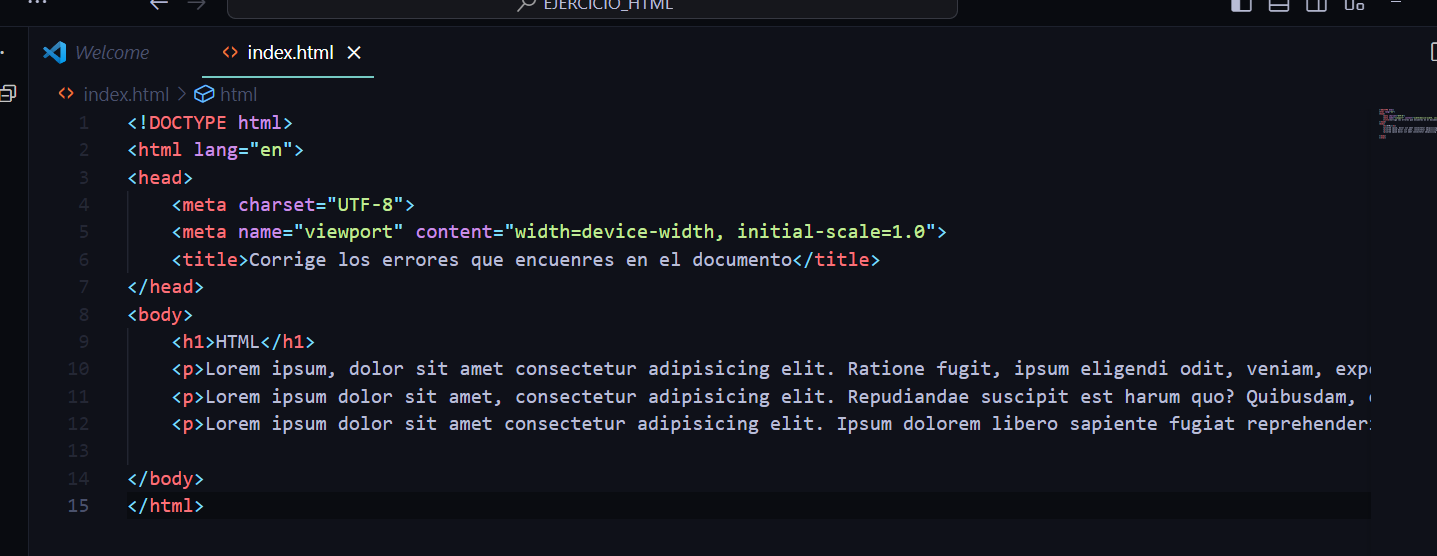 EJERCICIO_HTML
Welcome
index.html
index.html > html
1 <!DOCTYPE html>
2 <html lang="en">
3 <head>
4 <meta charset="UTF-8">
5 <meta name="viewport" content="width=device-width, initial-scale=1.0">
6 <title>Corrige los errores que encuenres en el documento</title>
7 </head>
8 <body>
9 <h1>HTML</h1>
10 <p>Lorem ipsum, dolor sit amet consectetur adipisicing elit. Ratione fugit, ipsum eligendi odit, veniam,
11 <p>Lorem ipsum dolor sit amet, consectetur adipisicing elit. Repudiandae suscipit est harum quo? Quibusdam,
12 <p>Lorem ipsum dolor sit amet consectetur adipisicing elit. Ipsum dolorem libero sapiente fugiat
13
14 </body>
15 </html>